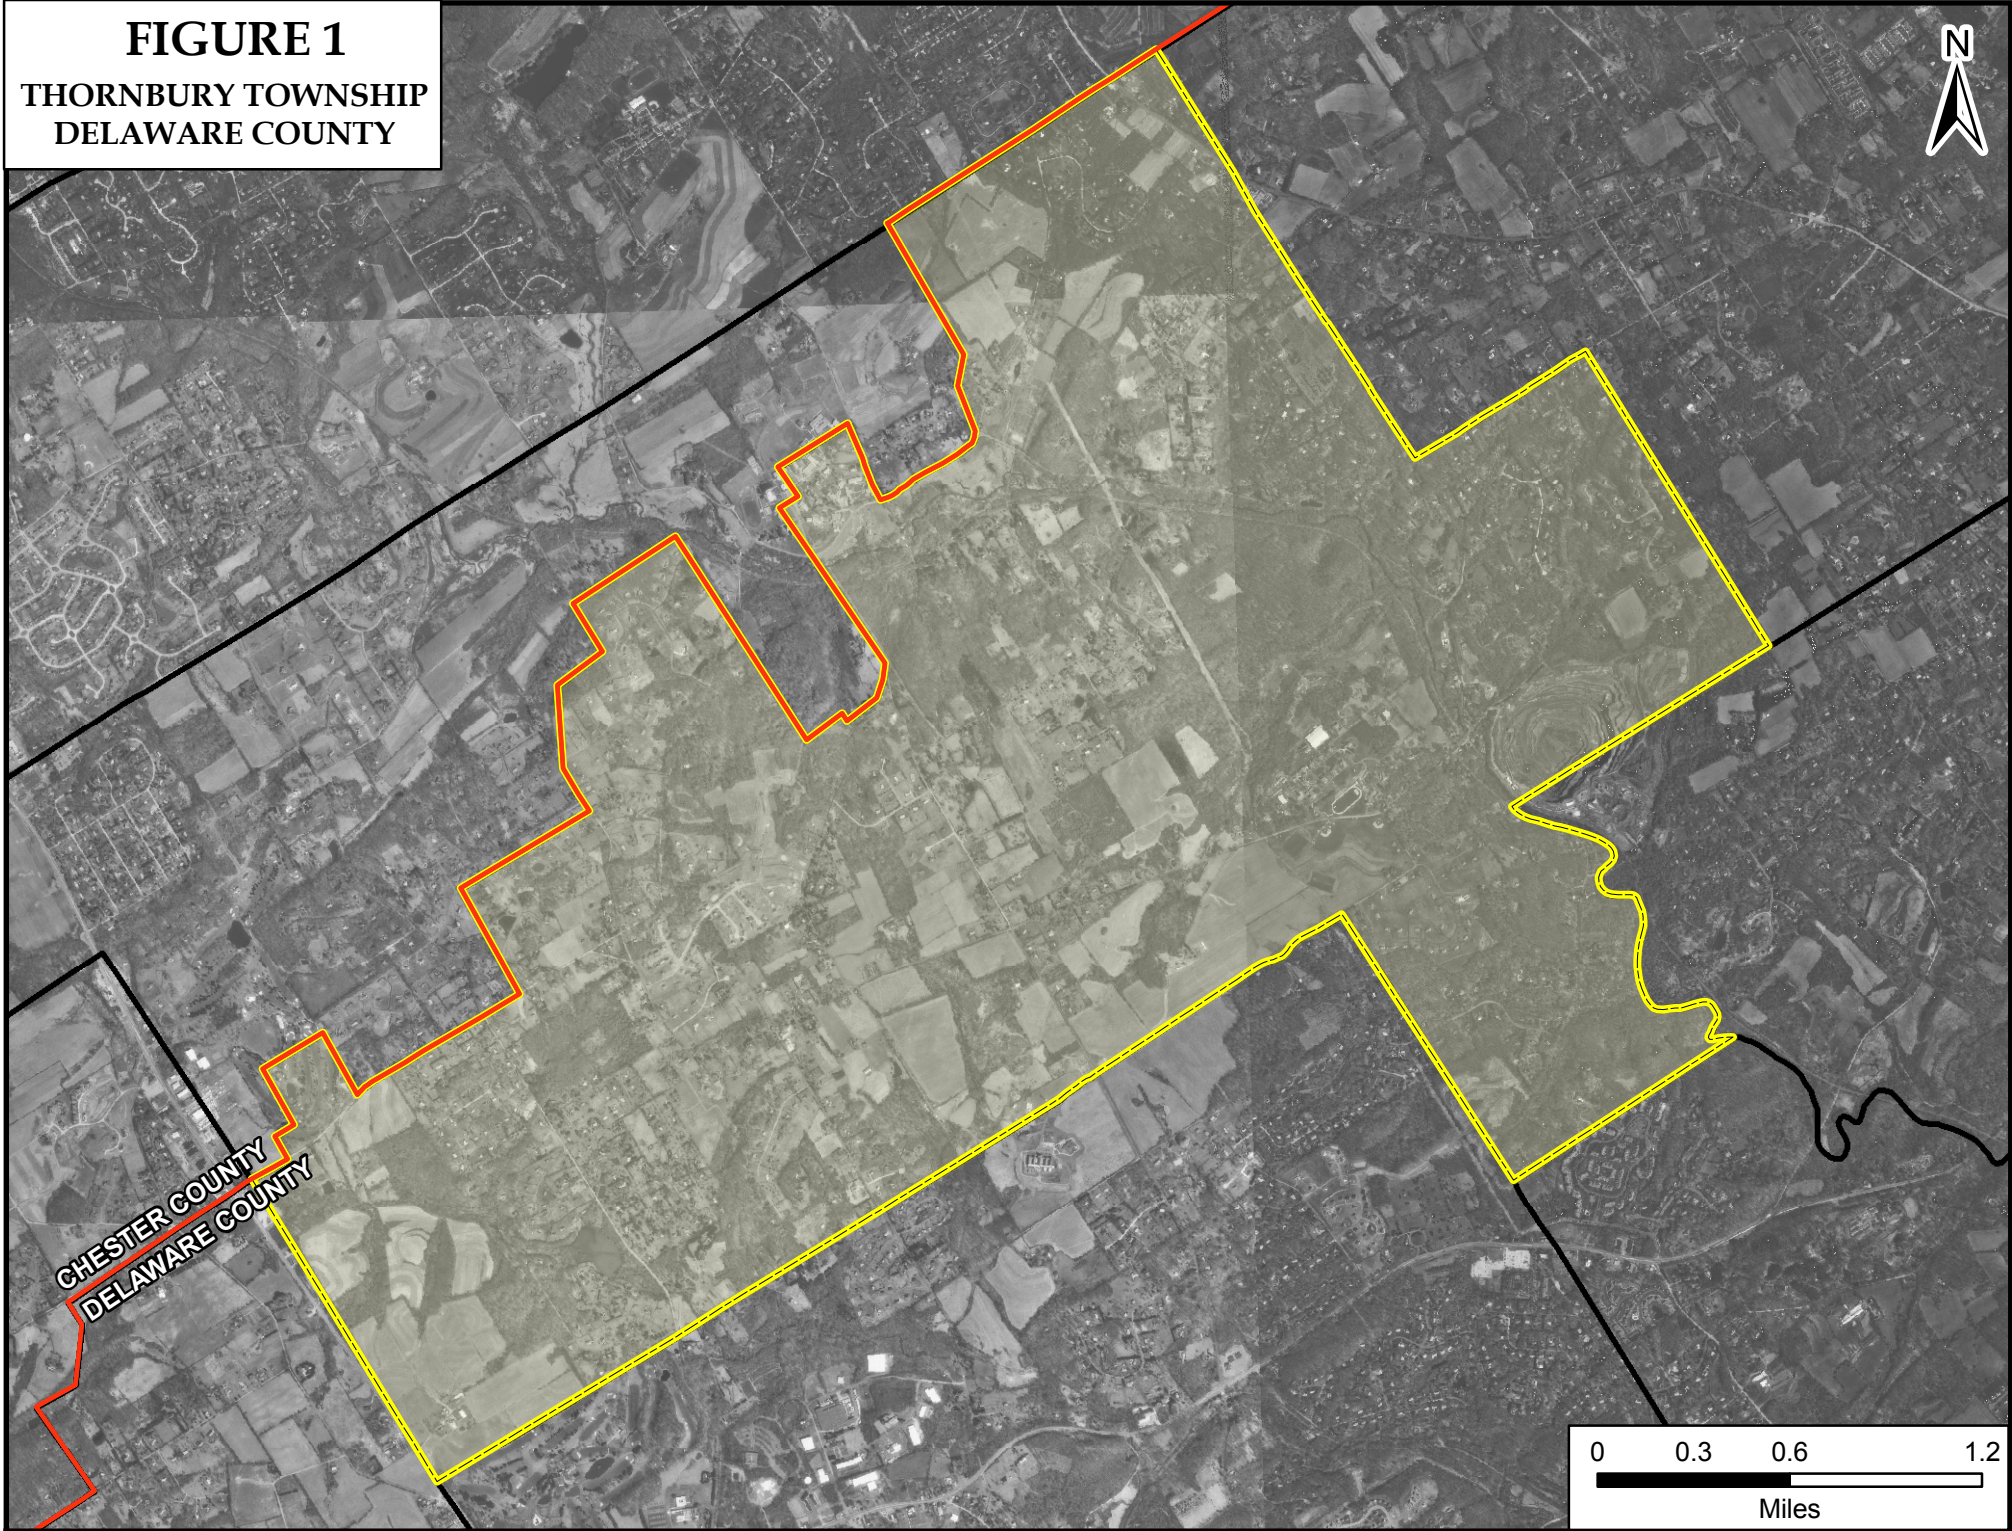 FIGURE 1
THORNBURY TOWNSHIP
DELAWARE COUNTY
N
CHESTER COUNTY
DELAWARE COUNTY
0 0.3 0.6 1.2
Miles